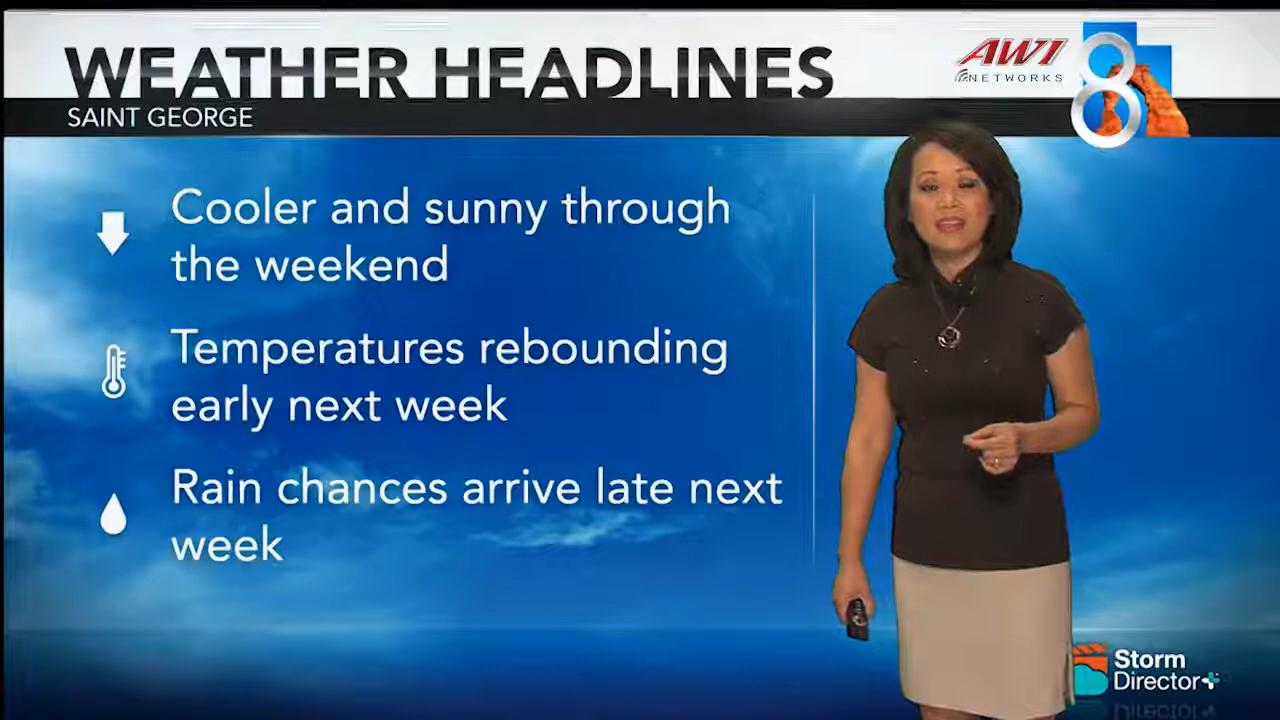 WEATHER HEADLINES
SAINT GEORGE
AWI
NETWORKS
8
Cooler and sunny through
the weekend
Temperatures rebounding
early next week
Rain chances arrive late next
week
Storm
Director+